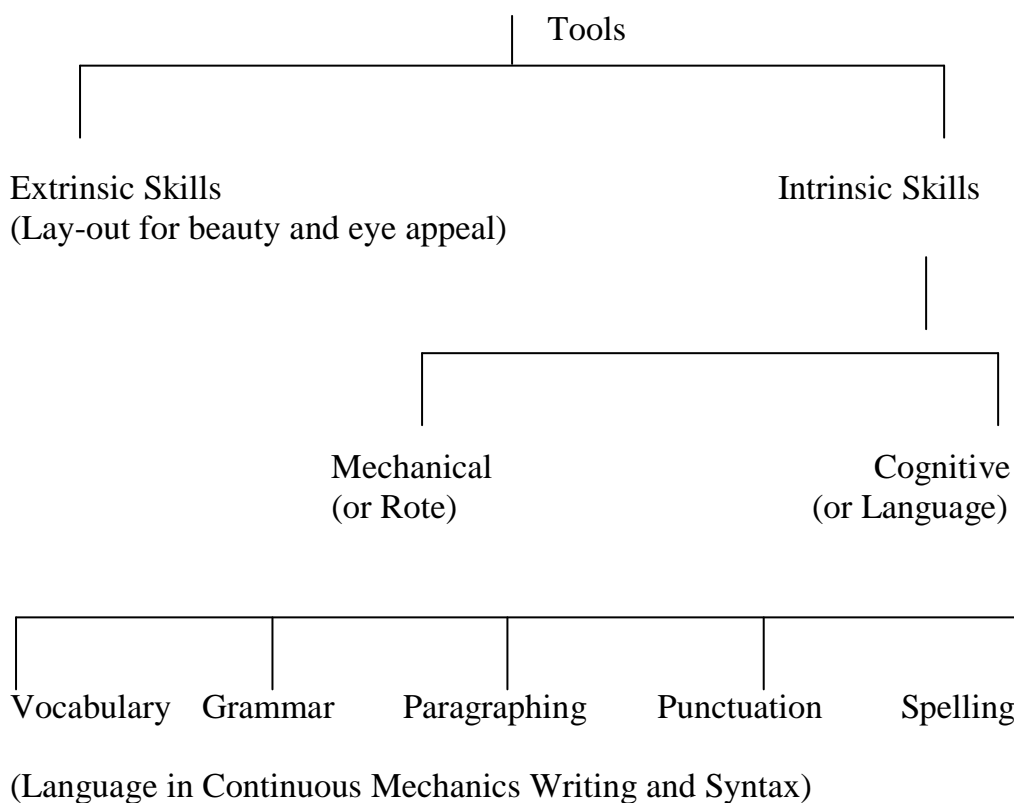 Tools
Extrinsic Skills Intrinsic Skills
(Lay-out for beauty and eye appeal)
Mechanical Cognitive
(or Rote) (or Language)
Vocabulary Grammar Paragraphing Punctuation Spelling
(Language in Continuous Mechanics Writing and Syntax)